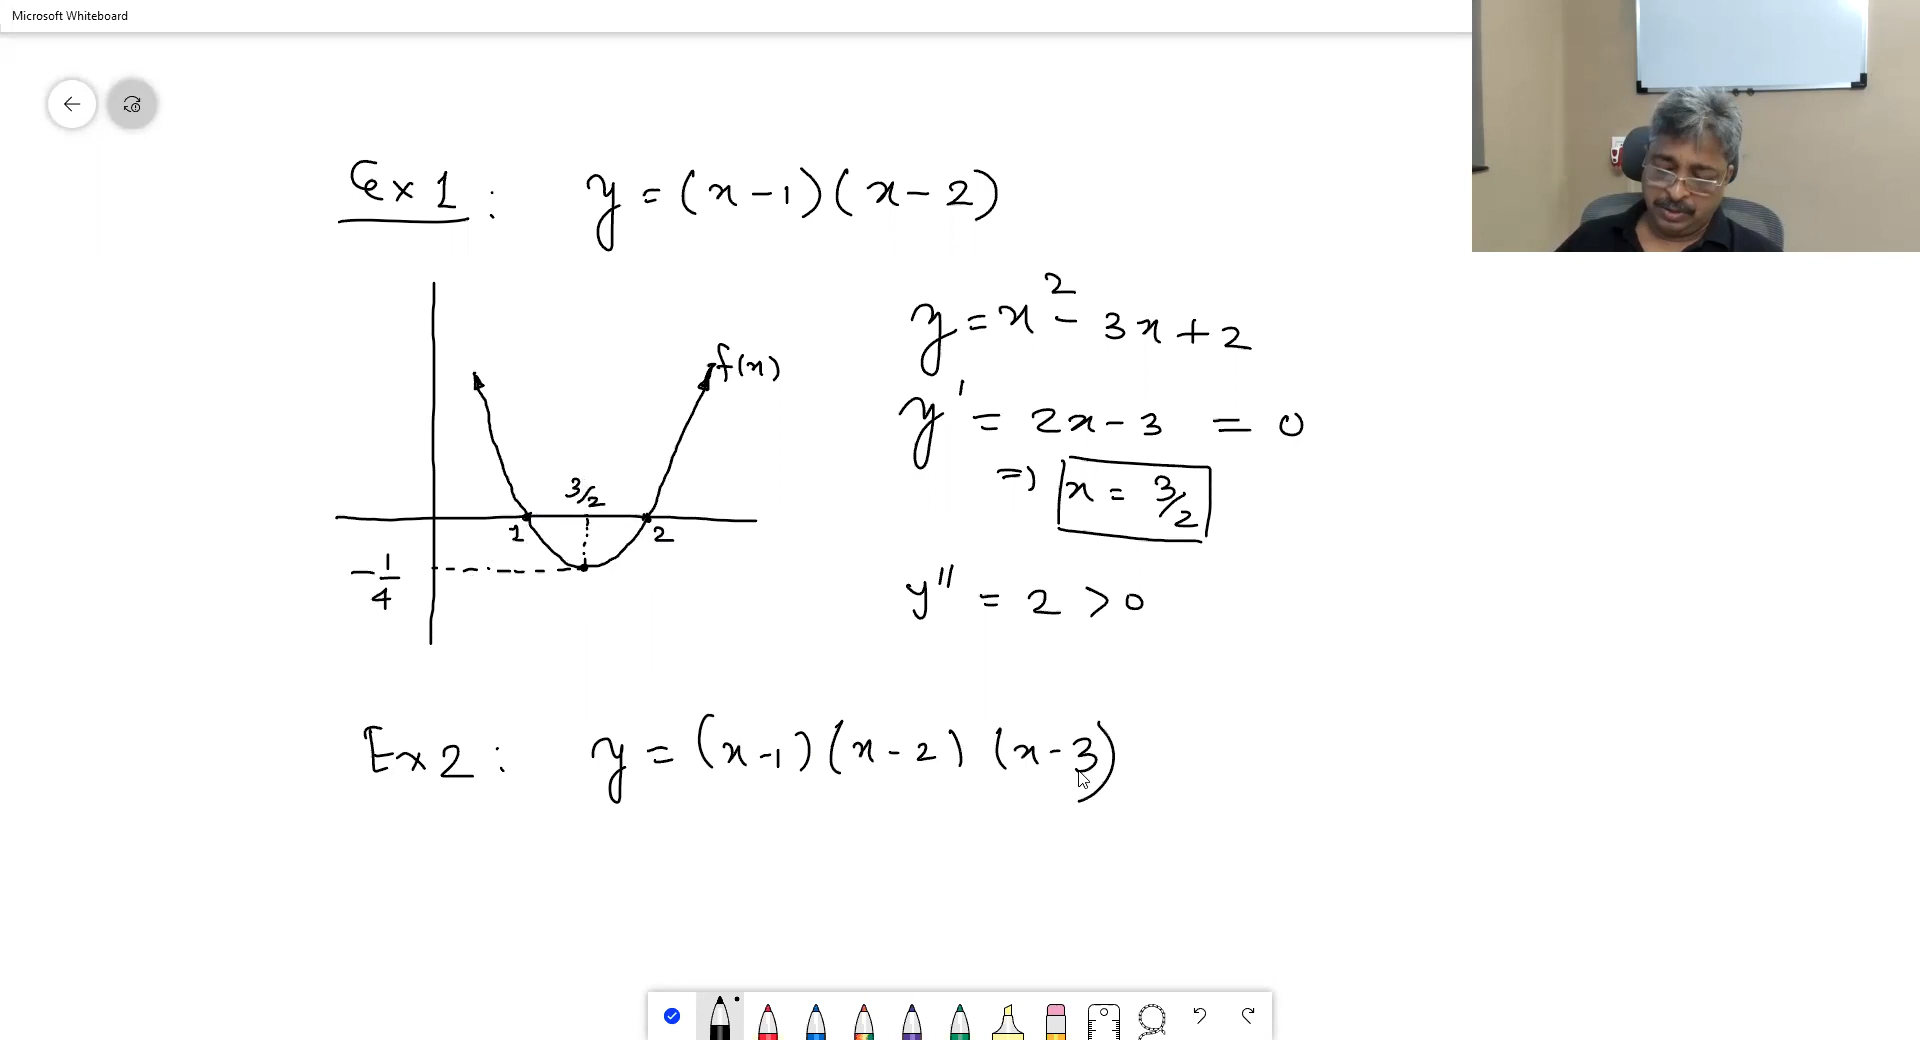 Microsoft Whiteboard
Ex 1 : y = (x-1)(x-2)
y = x² - 3x + 2
f(x)
y' = 2x-3 = 0
3/2
=> x = 3/2
1 2
-1/4
y'' = 2 > 0
Ex 2 : y = (x-1)(x-2)(x-3)